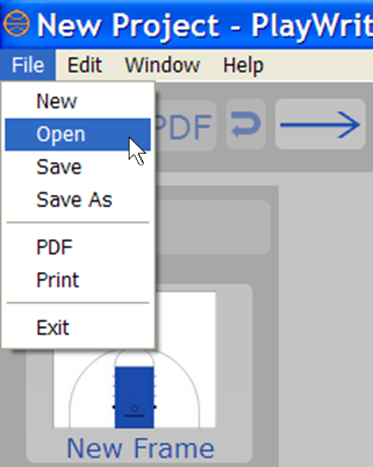 New Project - PlayWrit
File Edit Window Help
New
PDF
Open
Save
Save As
PDF
Print
Exit
New Frame